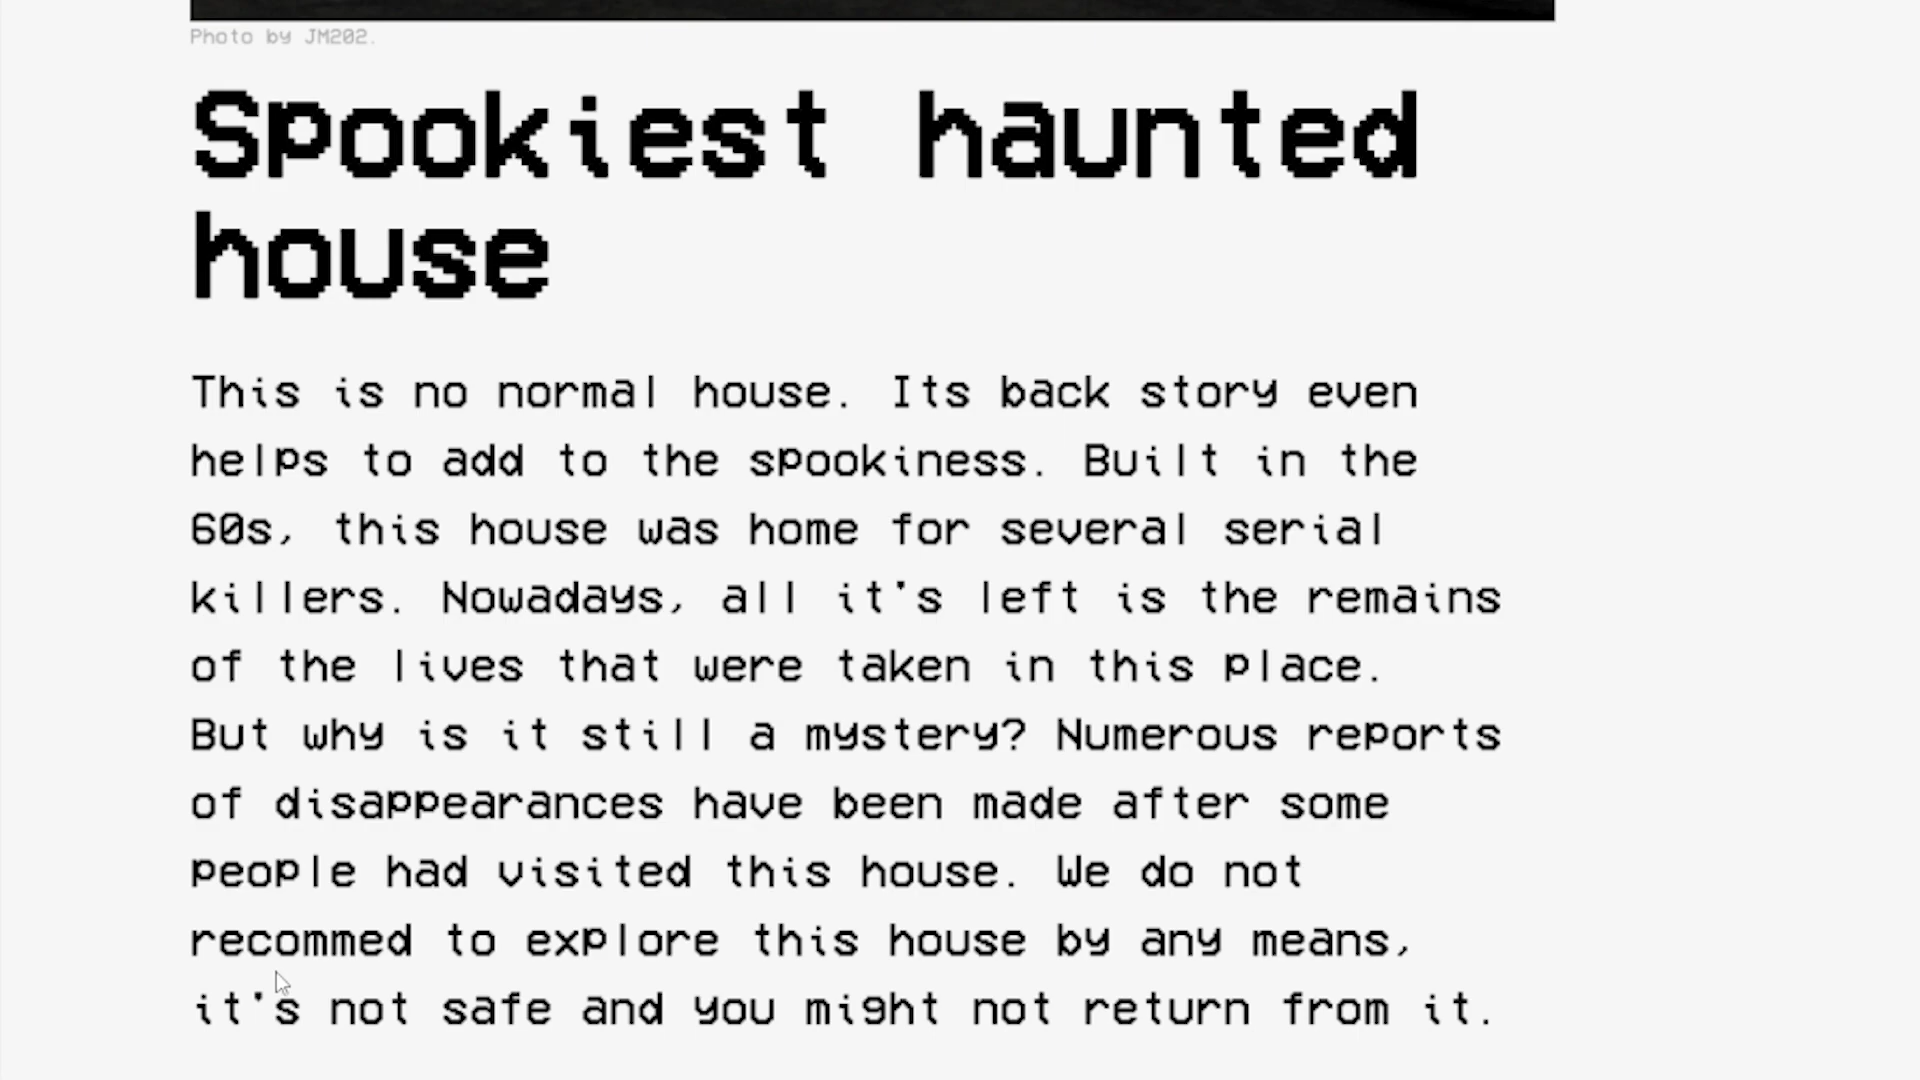 Photo by JM202.
Spookiest haunted
house
This is no normal house. Its back story even
helps to add to the spookiness. Built in the
60s, this house was home for several serial
killers. Nowadays, all it's left is the remains
of the lives that were taken in this place.
But why is it still a mystery? Numerous reports
of disappearances have been made after some
people had visited this house. We do not
recommed to explore this house by any means,
it's not safe and you might not return from it.